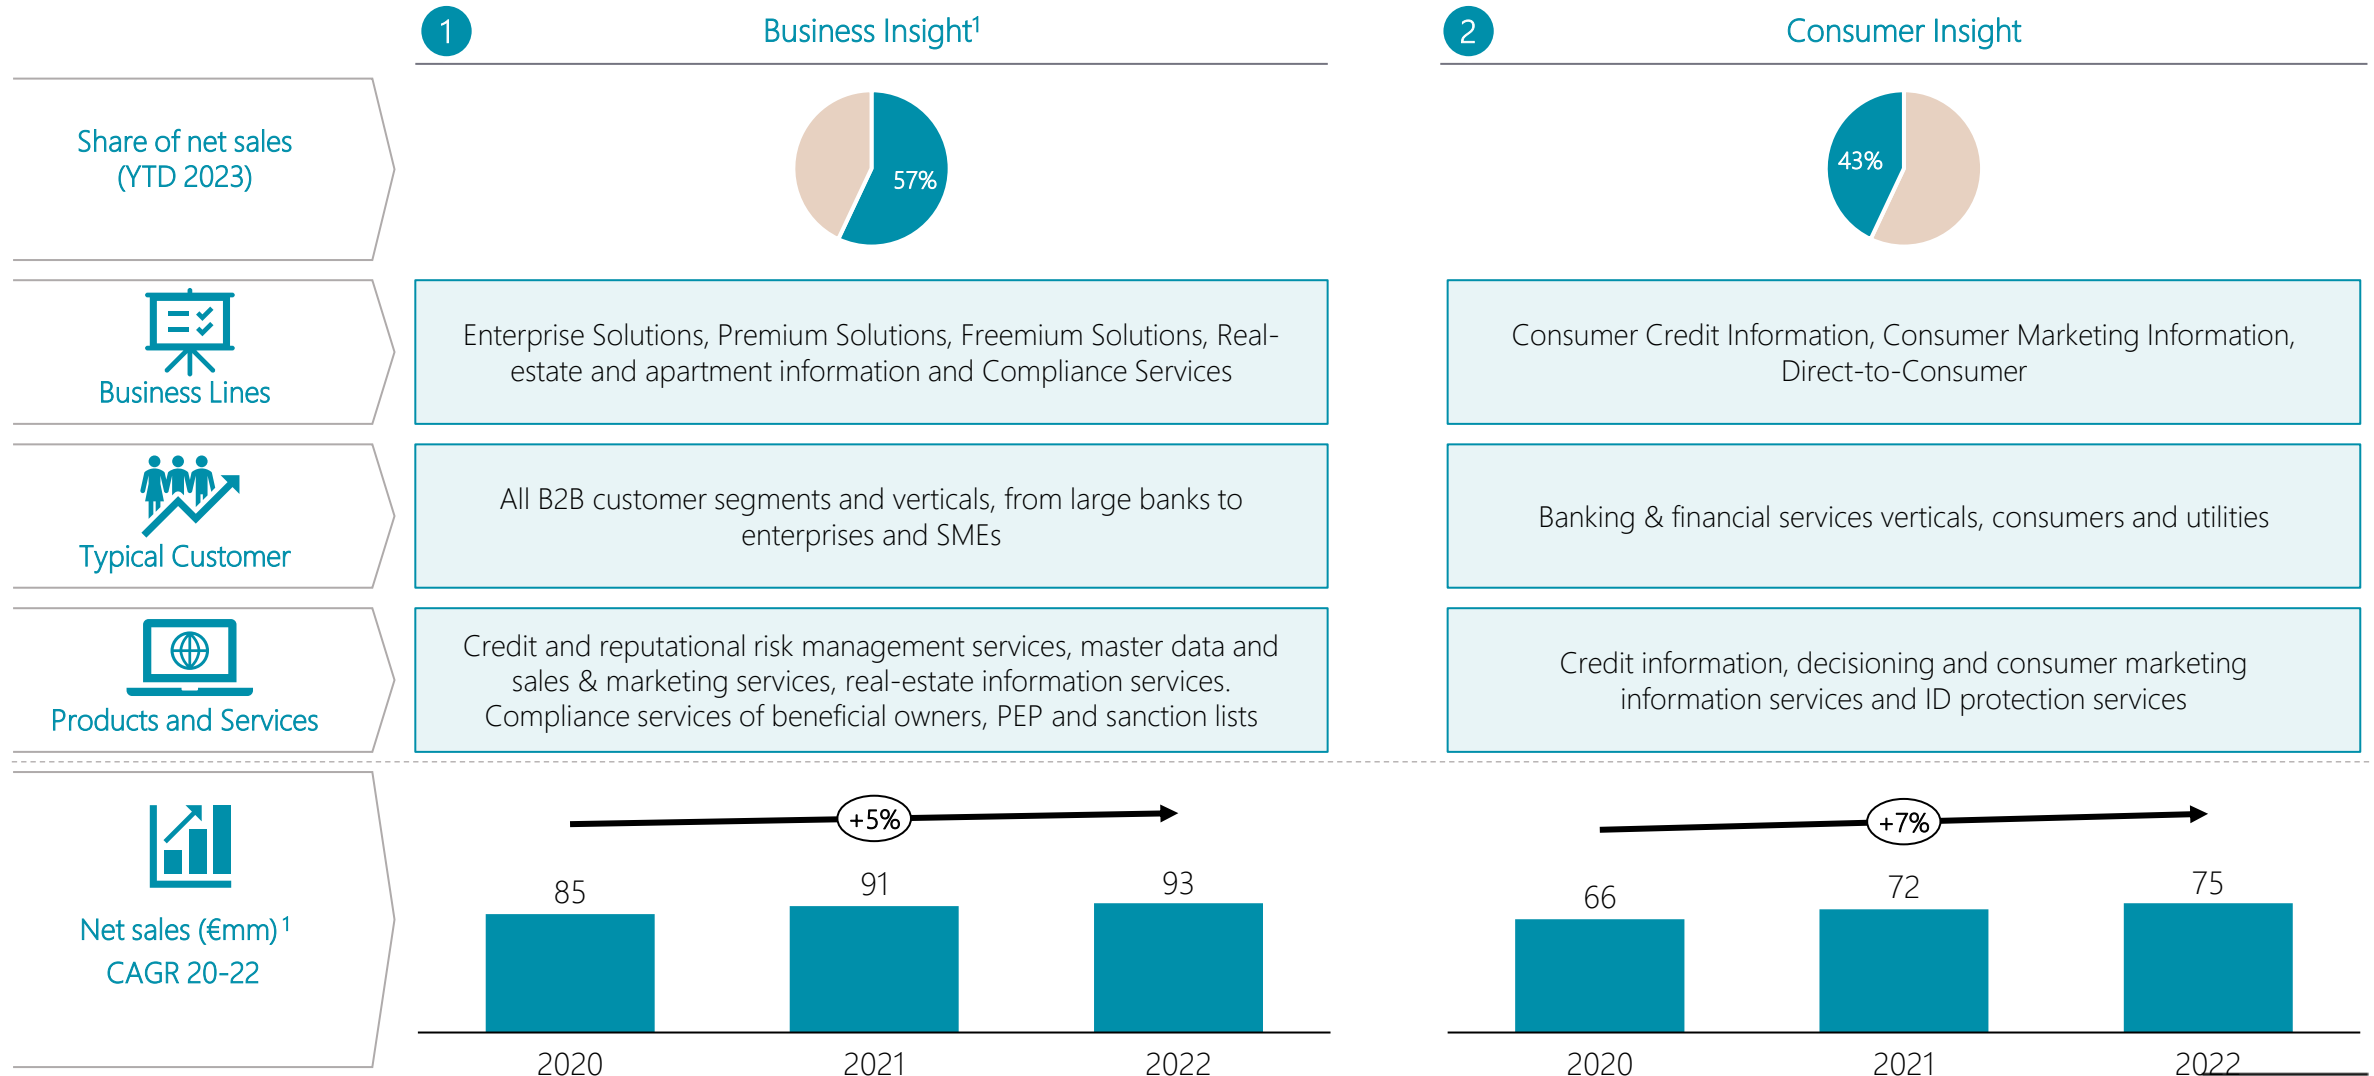 1
Business Insight¹
2
Consumer Insight
Share of net sales
(YTD 2023)
57%
43%
Business Lines
Enterprise Solutions, Premium Solutions, Freemium Solutions, Real-
estate and apartment information and Compliance Services
Consumer Credit Information, Consumer Marketing Information,
Direct-to-Consumer
Typical Customer
All B2B customer segments and verticals, from large banks to
enterprises and SMEs
Banking & financial services verticals, consumers and utilities
Products and Services
Credit and reputational risk management services, master data and
sales & marketing services, real-estate information services.
Compliance services of beneficial owners, PEP and sanction lists
Credit information, decisioning and consumer marketing
information services and ID protection services
Net sales (€mm)¹
CAGR 20-22
+5%
85
91
93
2020
2021
2022
+7%
66
72
75
2020
2021
2022